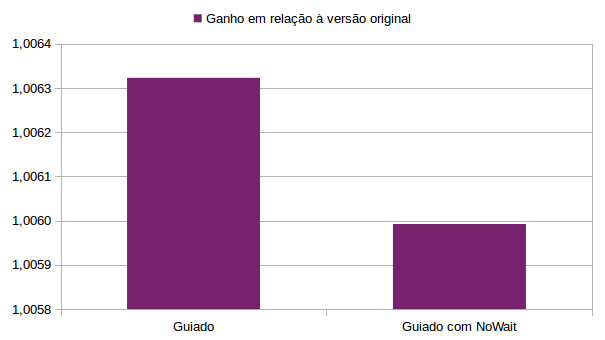 Ganho em relação à versão original
1,0064
1,0063
1,0062
1,0061
1,0060
1,0059
1,0058
Guiado
Guiado com NoWait